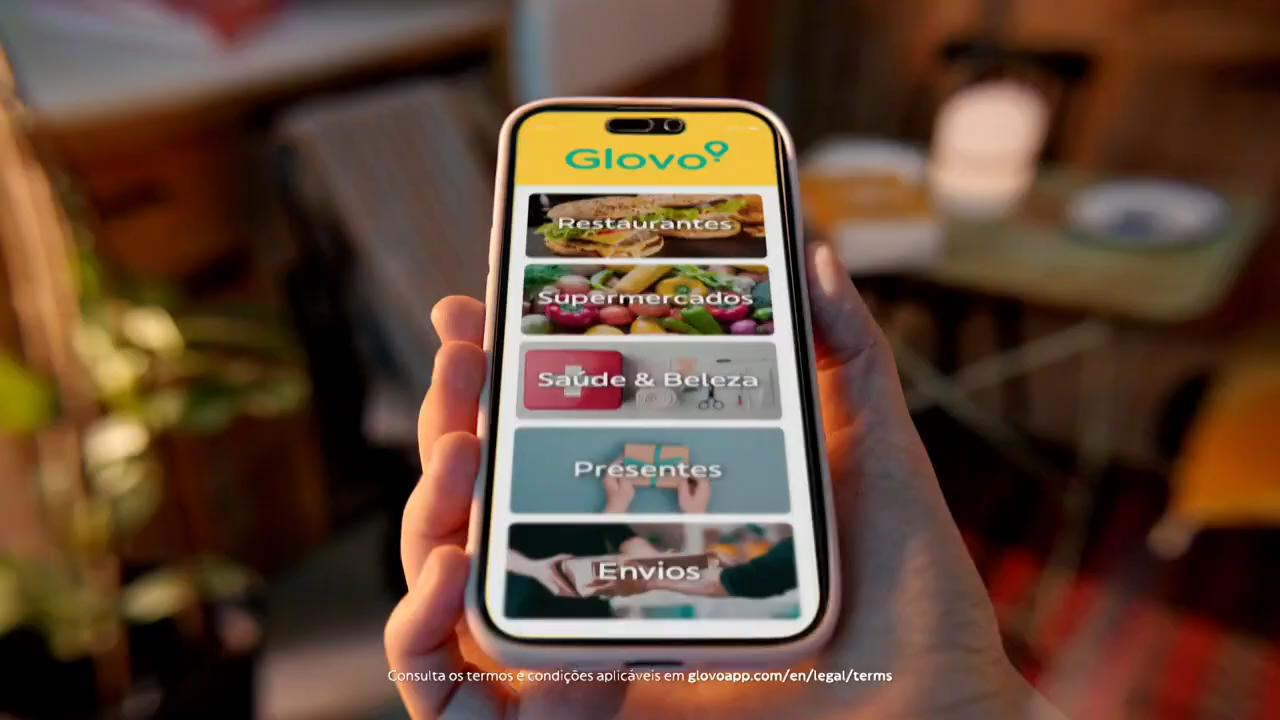 Glovo
Restaurantes
Supermercados
Saúde & Beleza
Presentes
Envios
Consulta os termos e condições aplicáveis em glovoapp.com/en/legal/terms